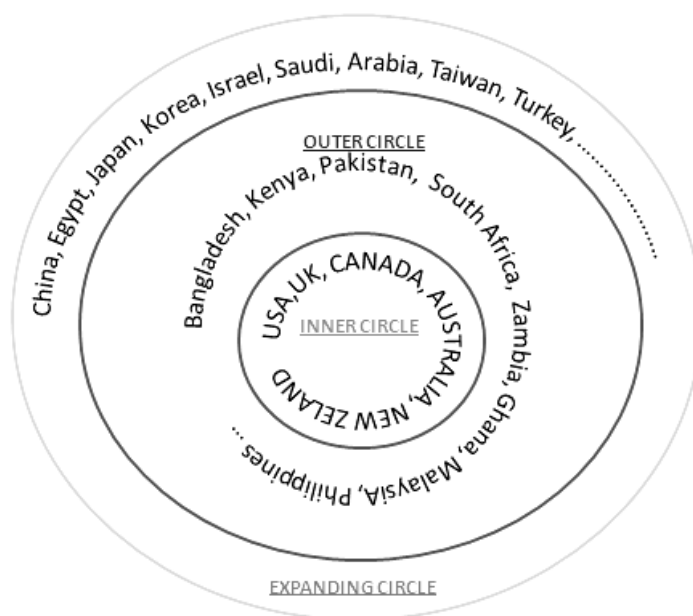 China, Egypt, Japan, Korea, Israel, Saudi, Arabia, Taiwan, Turkey, ......................
OUTER CIRCLE
Bangladesh, Kenya, Pakistan, South Africa, Zambia, Ghana, MalaysiA, Philippines ...
USA,UK, CANADA, AUSTRALIA, NEW ZELAND
INNER CIRCLE
EXPANDING CIRCLE